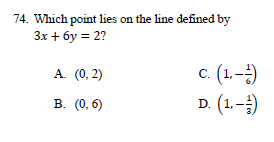 74. Which point lies on the line defined by
3x + 6y = 2?
A. (0, 2)
B. (0, 6)
C. (1, -1/6)
D. (1, -1/3)